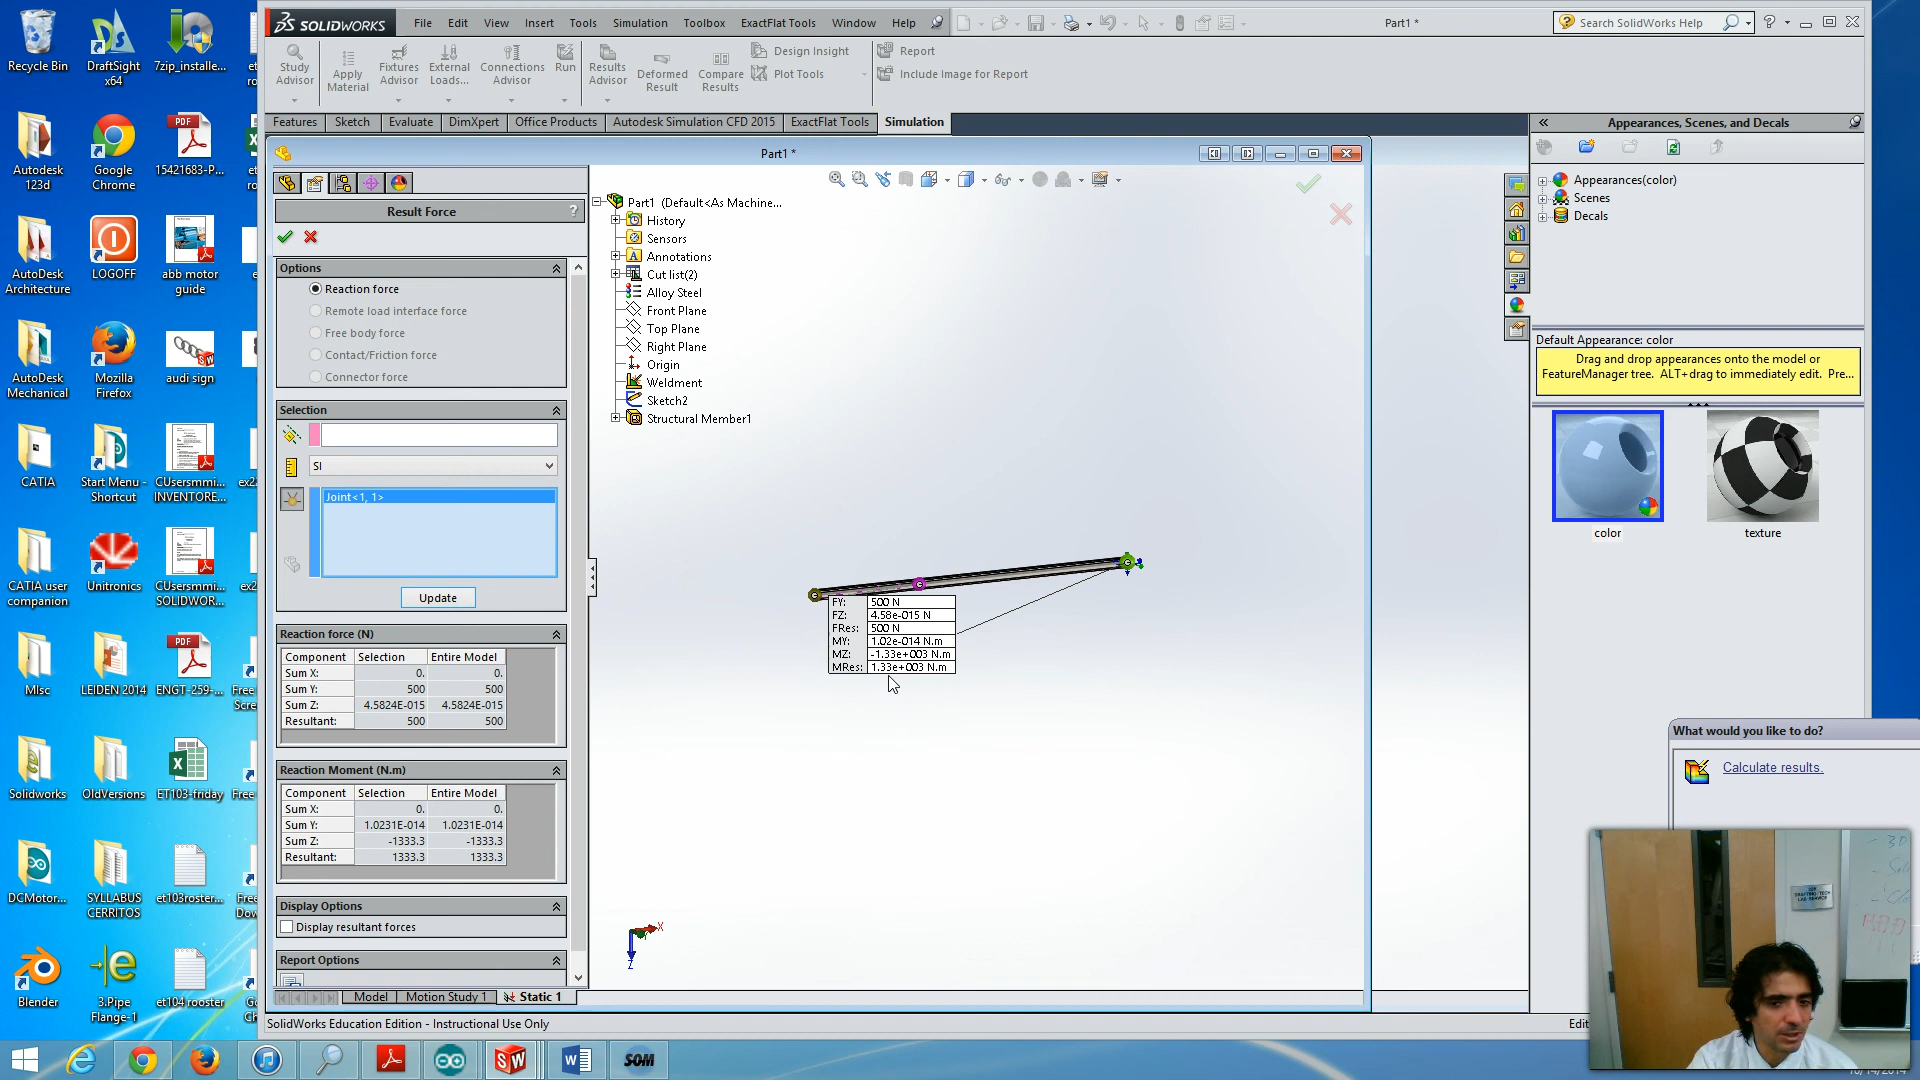 SOLIDWORKS File Edit View Insert Tools Simulation Toolbox ExactFlat Tools Window Help Part1 * Search SolidWorks Help
Study Advisor
Apply Material
Fixtures Advisor
External Loads...
Connections Advisor
Run
Results Advisor
Deformed Result
Compare Results
Design Insight
Plot Tools
Report
Include Image for Report
Features Sketch Evaluate DimXpert Office Products Autodesk Simulation CFD 2015 ExactFlat Tools Simulation
Part1 *
Result Force ?
Options
Reaction force
Remote load interface force
Free body force
Contact/Friction force
Connector force
Selection
SI
Joint<1, 1>
Update
Reaction force (N)
Component Selection Entire Model
Sum X: 0. 0.
Sum Y: 500 500
Sum Z: 4.5824E-015 4.5824E-015
Resultant: 500 500
Reaction Moment (N.m)
Component Selection Entire Model
Sum X: 0. 0.
Sum Y: 1.0231E-014 1.0231E-014
Sum Z: -1333.3 -1333.3
Resultant: 1333.3 1333.3
Display Options
Display resultant forces
Report Options
Model Motion Study 1 Static 1
SolidWorks Education Edition - Instructional Use Only
Part1 (Default<As Machine...
History
Sensors
Annotations
Cut list(2)
Alloy Steel
Front Plane
Top Plane
Right Plane
Origin
Weldment
Sketch2
Structural Member1
FY: 500 N
FZ: 4.58e-015 N
FRes: 500 N
MY: 1.02e-014 N.m
MZ: -1.33e+003 N.m
MRes: 1.33e+003 N.m
X
Z
Appearances, Scenes, and Decals
Appearances(color)
Scenes
Decals
Default Appearance: color
Drag and drop appearances onto the model or
FeatureManager tree. ALT+drag to immediately edit. Pre...
color
texture
What would you like to do?
Calculate results.
Recycle Bin
DraftSight x64
7zip_installe...
Autodesk 123d
Google Chrome
PDF
15421683-P...
AutoDesk Architecture
LOGOFF
abb motor guide
AutoDesk Mechanical
Mozilla Firefox
audi sign
CATIA
Start Menu - Shortcut
CUsersmmi...
INVENTORE...
CATIA user companion
Unitronics
CUsersmmi...
SOLIDWOR...
MIsc
LEIDEN 2014
PDF
ENGT-259-...
Solidworks
OldVersions
ET103-friday
DCMotor...
SYLLABUS CERRITOS
et103roster...
Blender
3.Pipe Flange-1
et104 rooster
SW
SOM